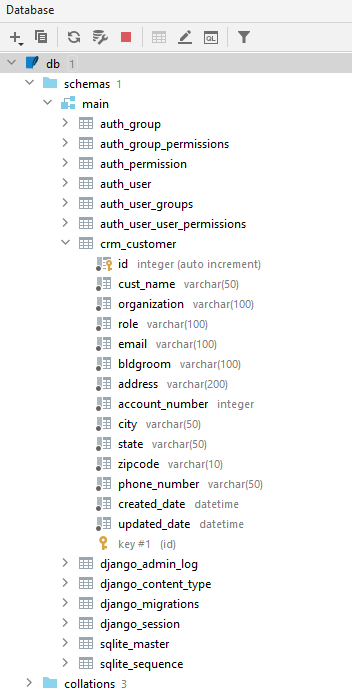 Database
QL
db 1
schemas 1
main
auth_group
auth_group_permissions
auth_permission
auth_user
auth_user_groups
auth_user_user_permissions
crm_customer
id integer (auto increment)
cust_name varchar(50)
organization varchar(100)
role varchar(100)
email varchar(100)
bldgroom varchar(100)
address varchar(200)
account_number integer
city varchar(50)
state varchar(50)
zipcode varchar(10)
phone_number varchar(50)
created_date datetime
updated_date datetime
key #1 (id)
django_admin_log
django_content_type
django_migrations
django_session
sqlite_master
sqlite_sequence
collations 3